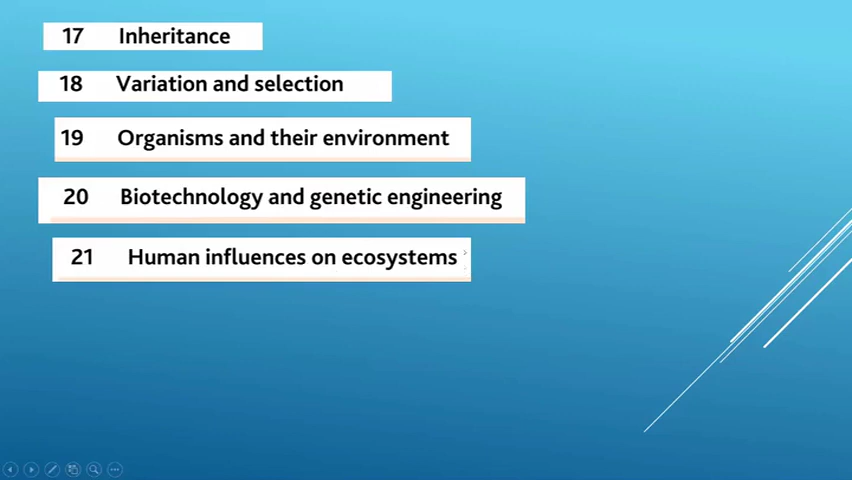 17 Inheritance
18 Variation and selection
19 Organisms and their environment
20 Biotechnology and genetic engineering
21 Human influences on ecosystems